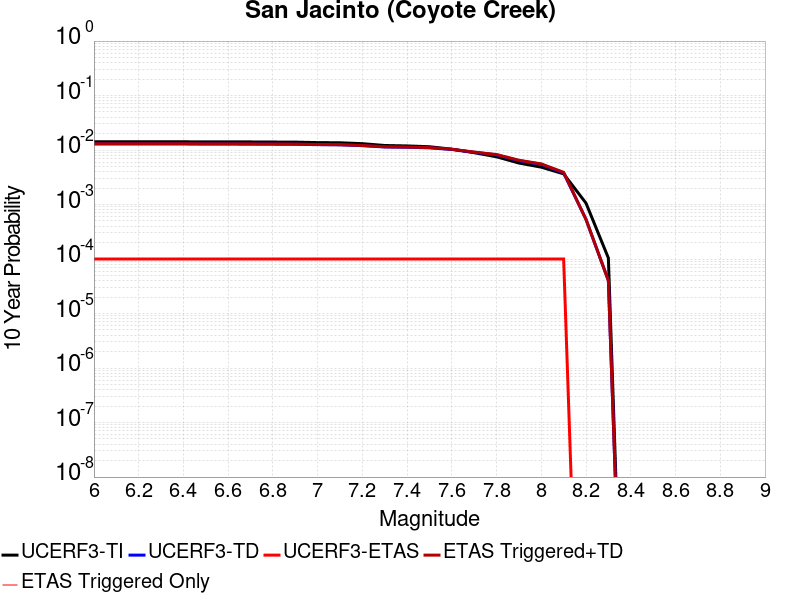 San Jacinto (Coyote Creek)
10 0
10 -1
10 -2
10 -3
10 -4
10 -5
10 -6
10 -7
10 -8
10 Year Probability
6 6.2 6.4 6.6 6.8 7 7.2 7.4 7.6 7.8 8 8.2 8.4 8.6 8.8 9
Magnitude
UCERF3-TI UCERF3-TD UCERF3-ETAS ETAS Triggered+TD
ETAS Triggered Only